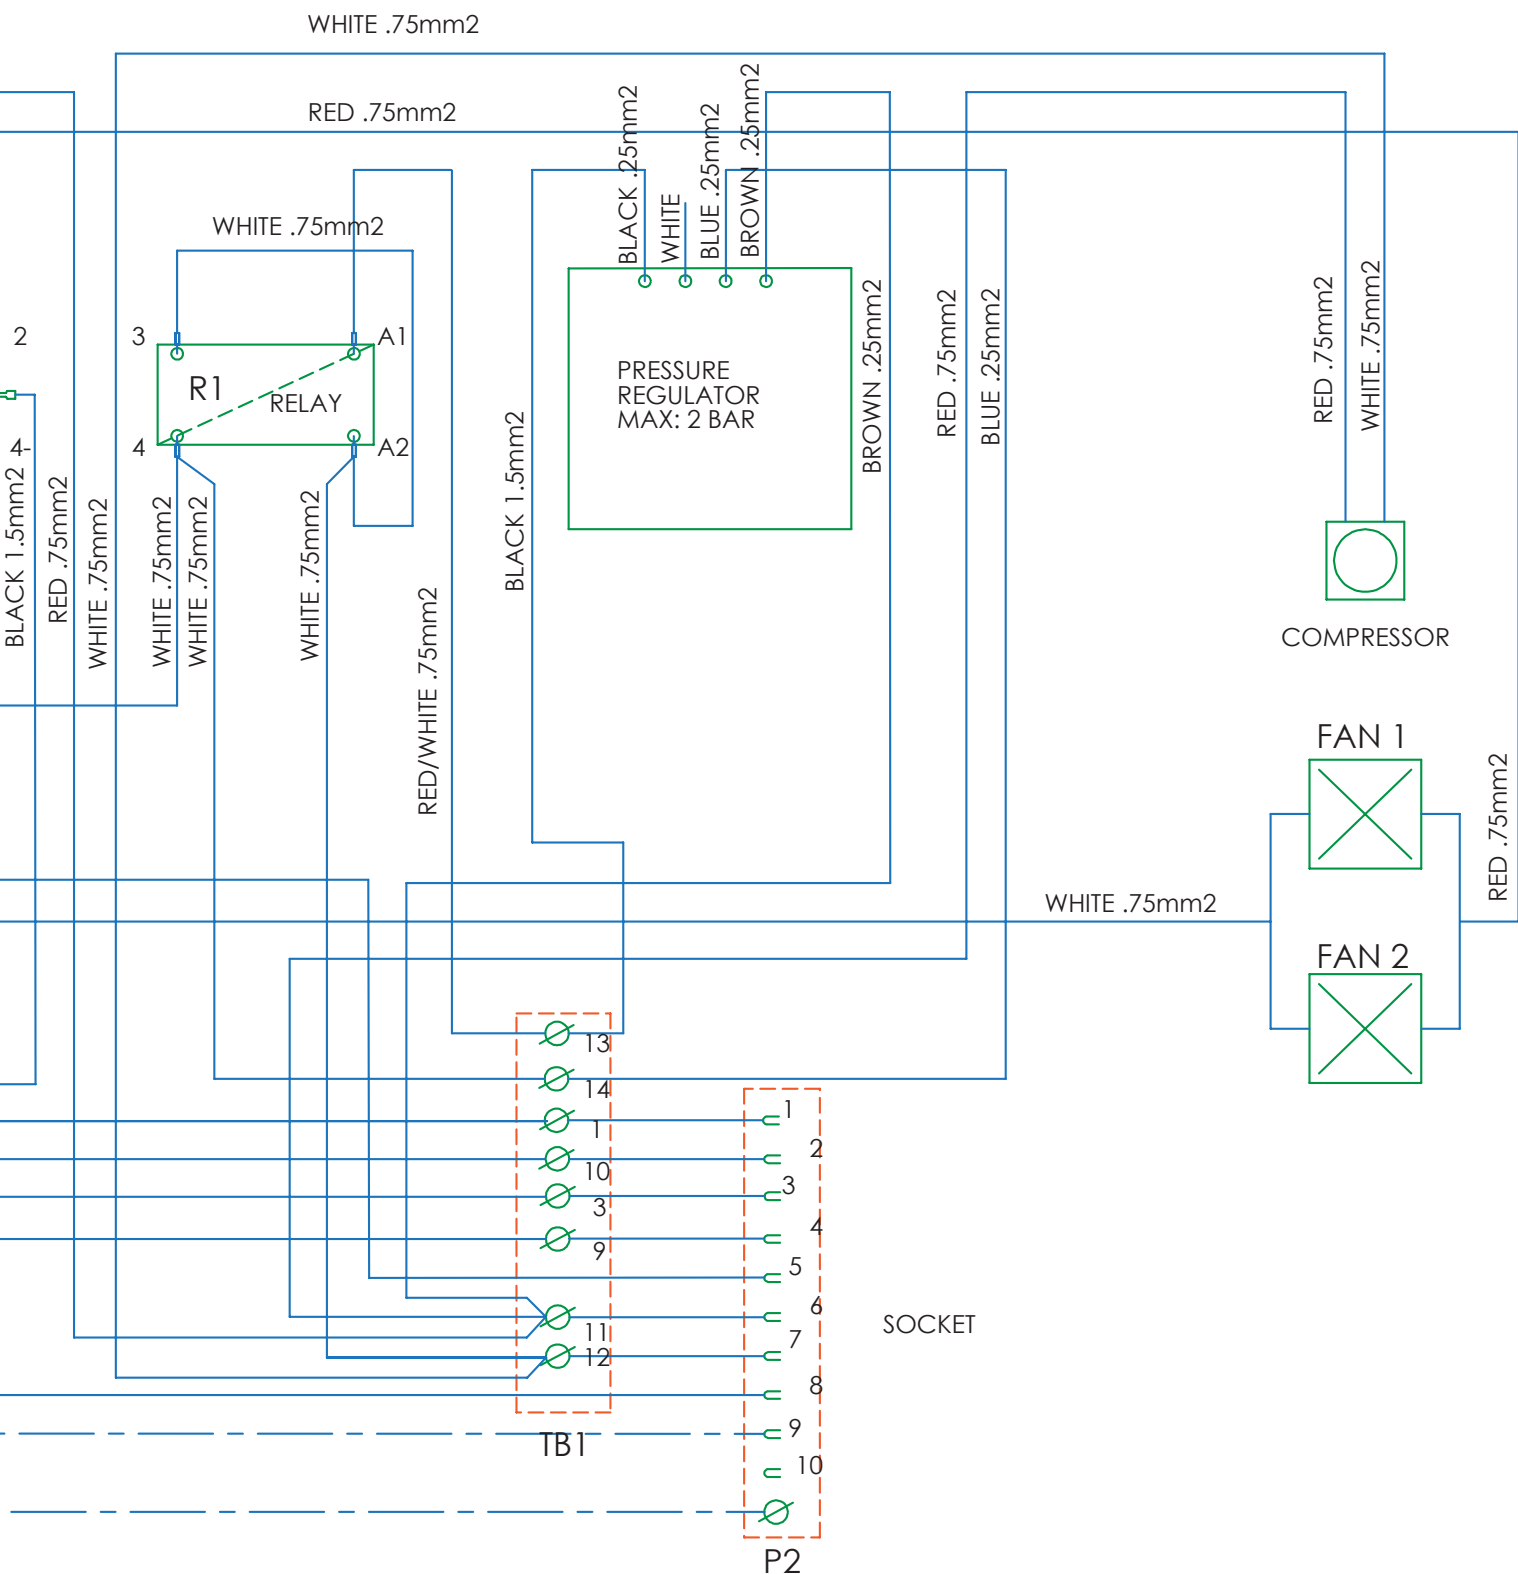 WHITE .75mm2
RED .75mm2
BLACK .25mm2
WHITE
BLUE .25mm2
BROWN .25mm2
WHITE .75mm2
2
3
A1
R1
RELAY
4-
4
A2
PRESSURE
REGULATOR
MAX: 2 BAR
BROWN .25mm2
RED .75mm2
BLUE .25mm2
RED .75mm2
WHITE .75mm2
BLACK 1.5mm2
RED .75mm2
WHITE .75mm2
WHITE .75mm2
WHITE .75mm2
WHITE .75mm2
RED/WHITE .75mm2
BLACK 1.5mm2
COMPRESSOR
FAN 1
RED .75mm2
WHITE .75mm2
FAN 2
13
14
1
10
3
9
11
12
TB1
1
2
3
4
5
6
7
8
9
10
SOCKET
P2